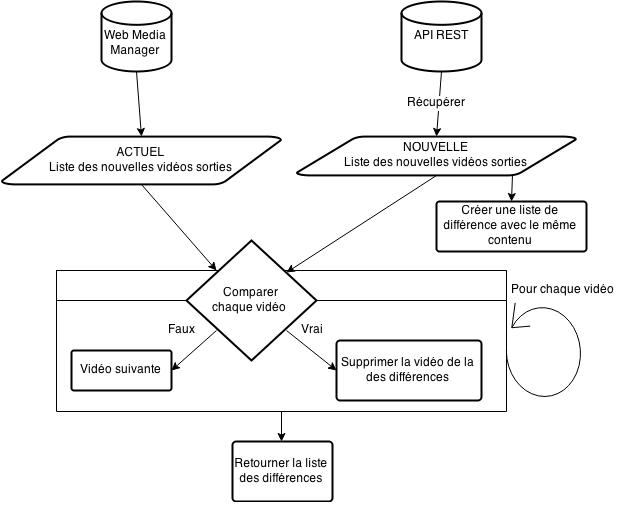 Web Media
Manager
API REST
Récupérer
ACTUEL
Liste des nouvelles vidéos sorties
NOUVELLE
Liste des nouvelles vidéos sorties
Créer une liste de
différence avec le même
contenu
Comparer
chaque vidéo
Pour chaque vidéo
Faux
Vrai
Vidéo suivante
Supprimer la vidéo de la
des différences
Retourner la liste
des différences